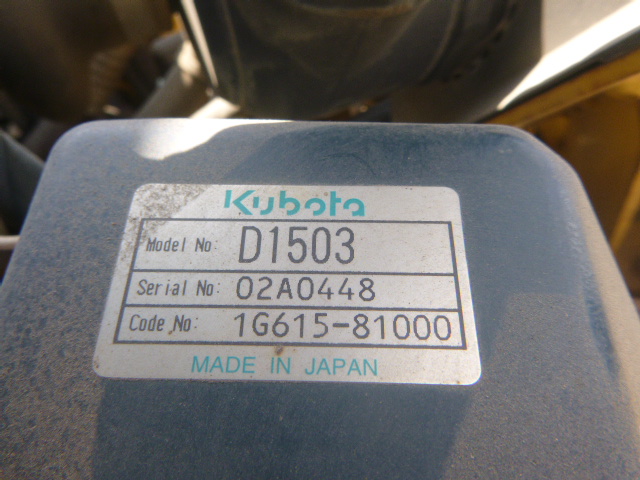 Kubota
Model No: D1503
Serial No: 02A0448
Code No: 1G615-81000
MADE IN JAPAN